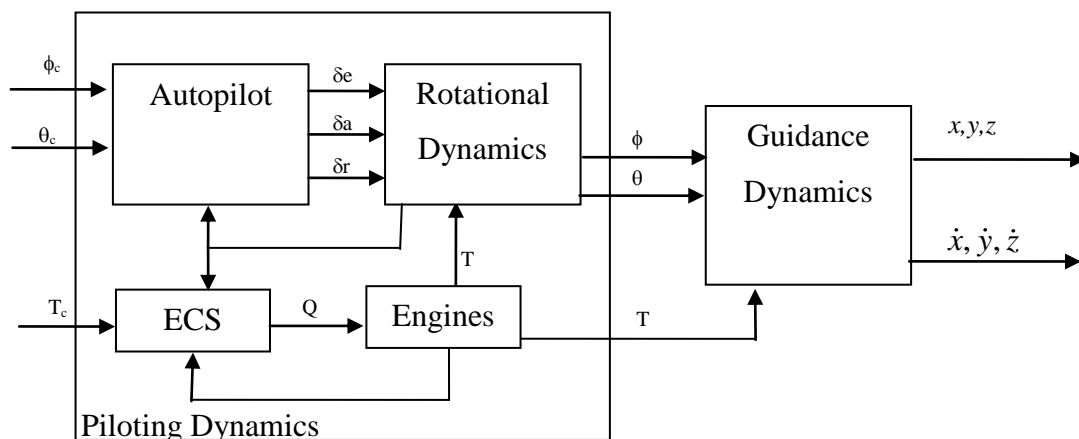 ϕc
θc
Autopilot
δe
δa
δr
Rotational
Dynamics
ϕ
θ
Guidance
Dynamics
x,y,z
ẋ, ẏ, ż
Tc
ECS
Q
Engines
T
T
Piloting Dynamics